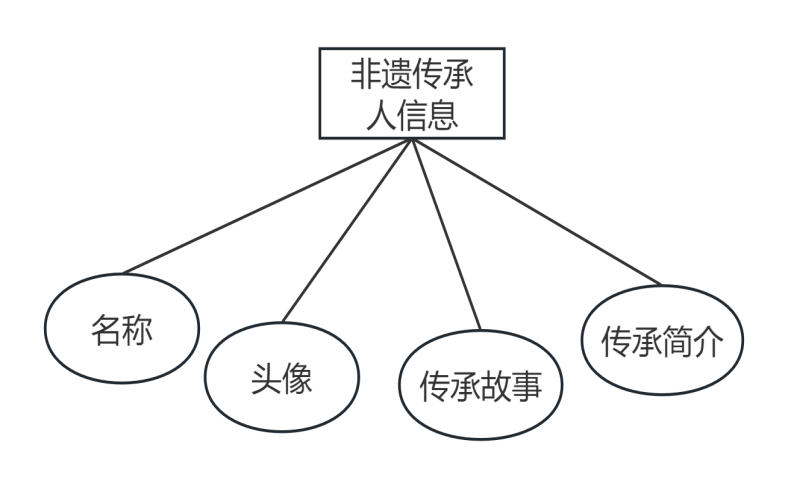 非遗传承
人信息
名称
头像
传承故事
传承简介